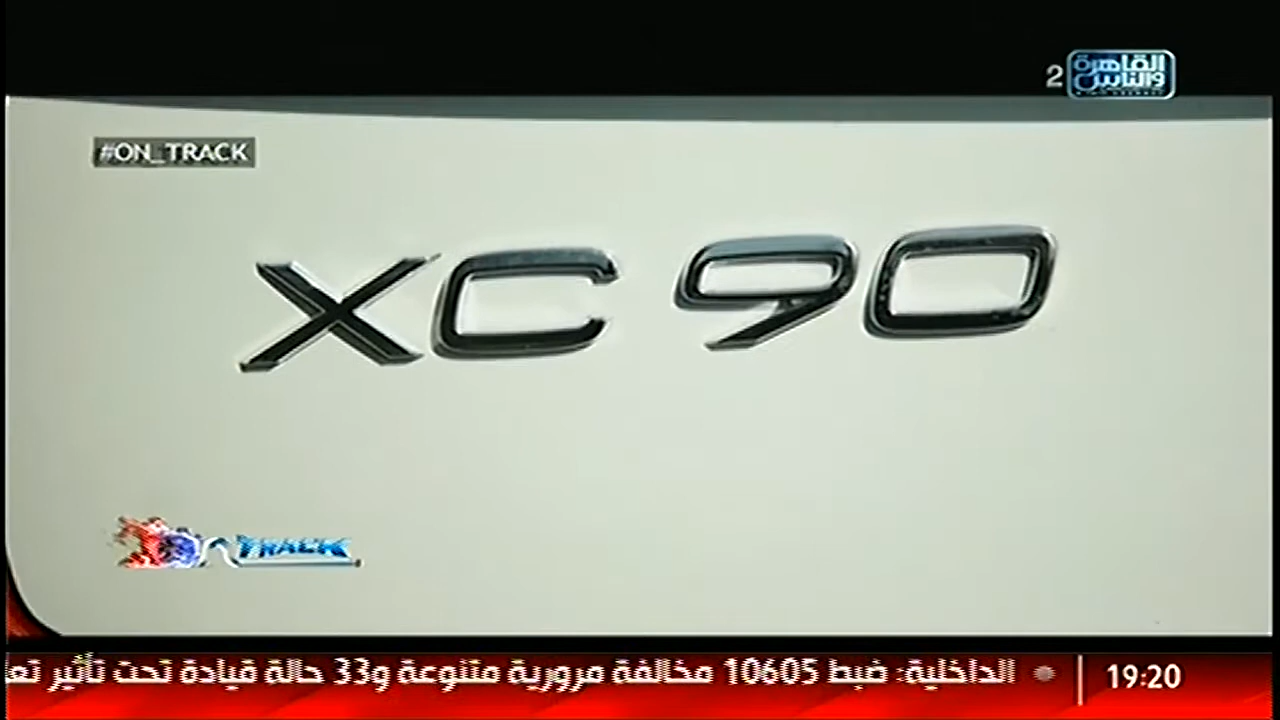 2 القاهرة والناس
#ON_TRACK
XC 90
ON TRACK
19:20 الداخلية: ضبط 10605 مخالفة مرورية متنوعة و33 حالة قيادة تحت تأثير